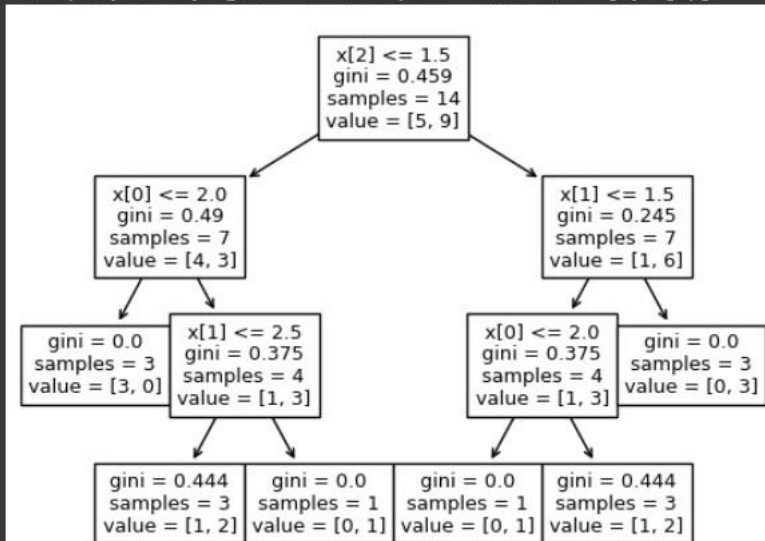 x[2] <= 1.5
gini = 0.459
samples = 14
value = [5, 9]
x[0] <= 2.0
gini = 0.49
samples = 7
value = [4, 3]
x[1] <= 1.5
gini = 0.245
samples = 7
value = [1, 6]
gini = 0.0
samples = 3
value = [3, 0]
x[1] <= 2.5
gini = 0.375
samples = 4
value = [1, 3]
x[0] <= 2.0
gini = 0.375
samples = 4
value = [1, 3]
gini = 0.0
samples = 3
value = [0, 3]
gini = 0.444
samples = 3
value = [1, 2]
gini = 0.0
samples = 1
value = [0, 1]
gini = 0.0
samples = 1
value = [0, 1]
gini = 0.444
samples = 3
value = [1, 2]